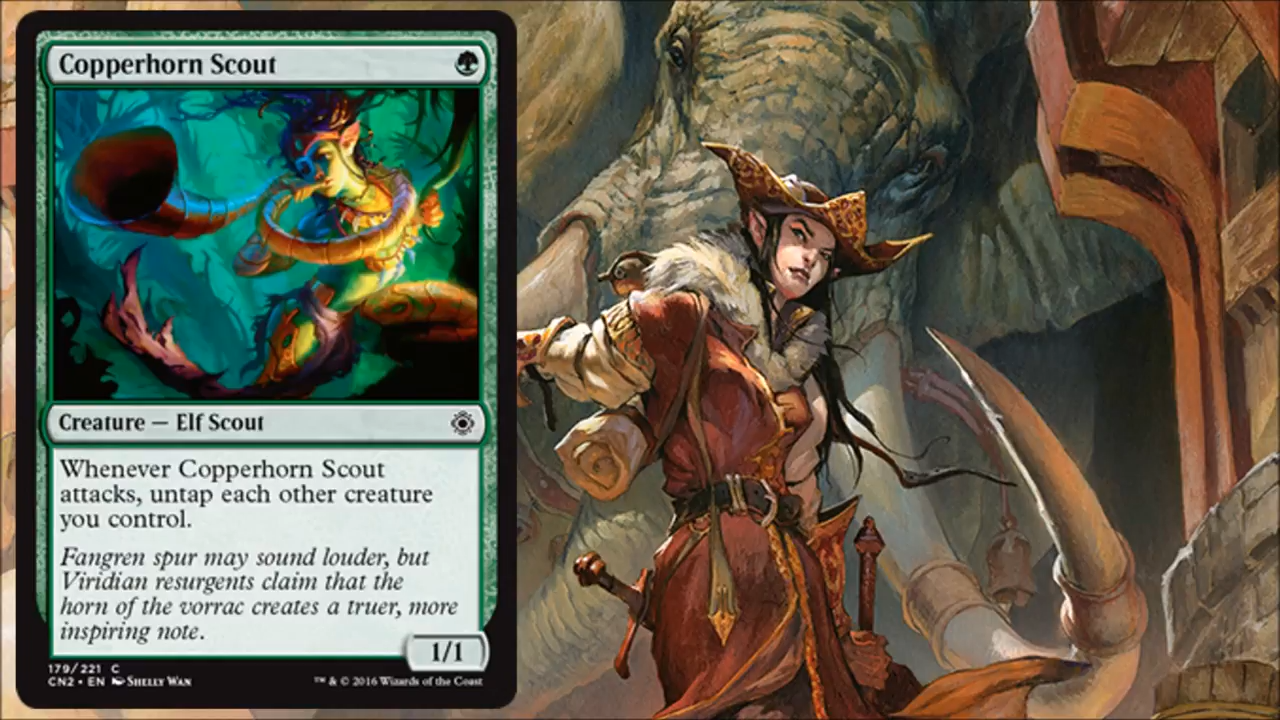 Copperhorn Scout
Creature — Elf Scout
Whenever Copperhorn Scout
attacks, untap each other creature
you control.
Fangren spur may sound louder, but
Viridian resurgents claim that the
horn of the vorrac creates a truer, more
inspiring note.
1/1
179/221 C
CN2 • EN Shelly Wan
™ & © 2016 Wizards of the Coast